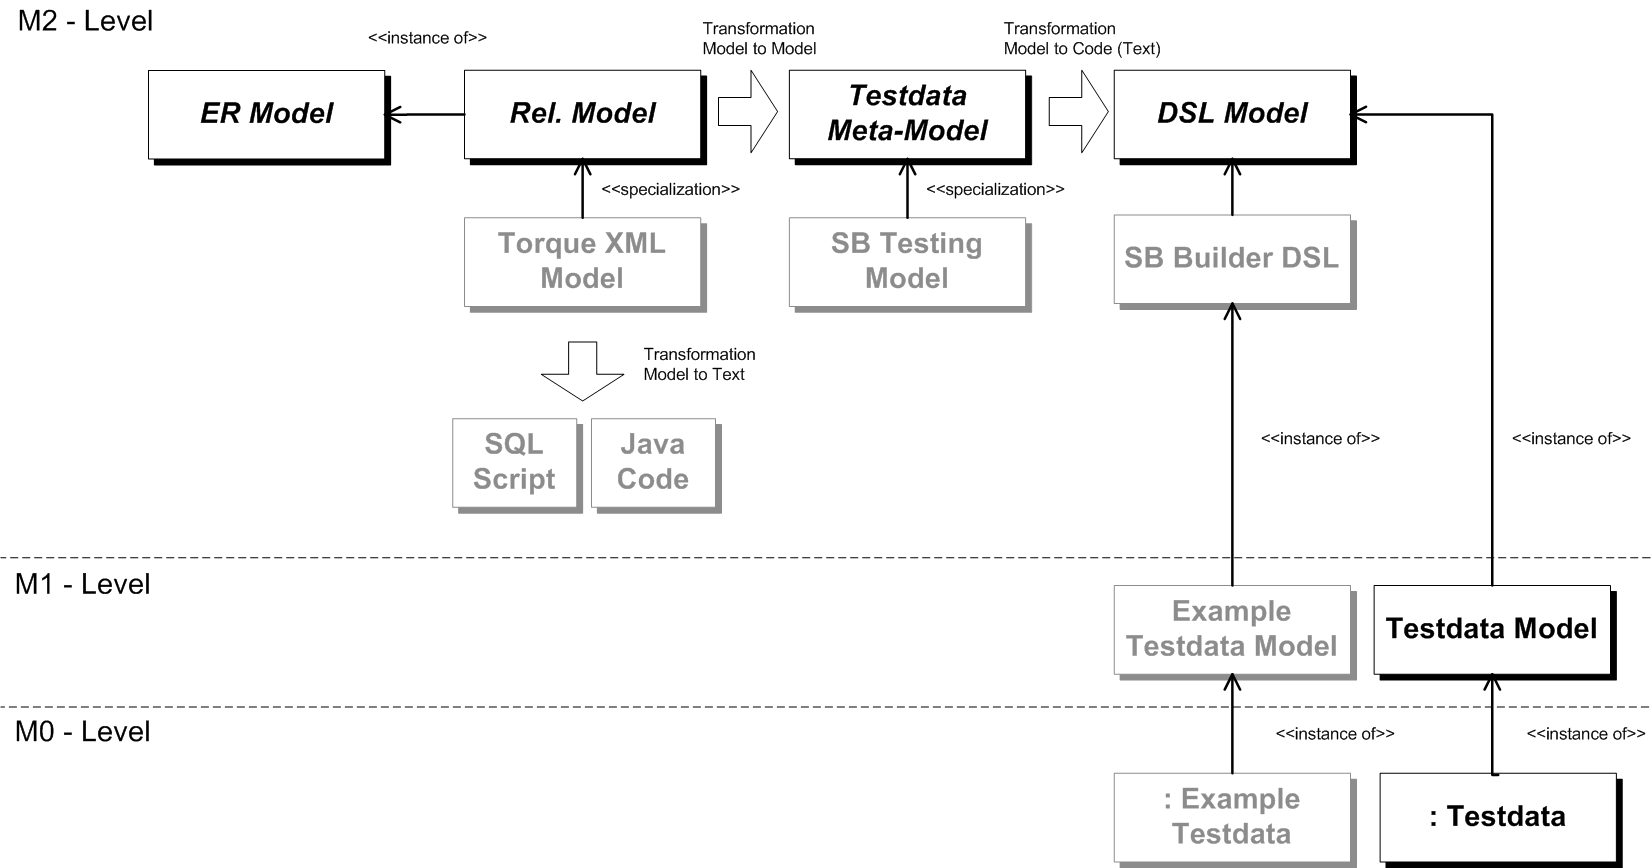 M2 - Level
<<instance of>>
Transformation
Model to Model
Transformation
Model to Code (Text)
ER Model
Rel. Model
Testdata
Meta-Model
DSL Model
<<specialization>>
<<specialization>>
Torque XML
Model
SB Testing
Model
SB Builder DSL
Transformation
Model to Text
SQL
Script
Java
Code
<<instance of>>
<<instance of>>
M1 - Level
Example
Testdata Model
Testdata Model
M0 - Level
<<instance of>>
<<instance of>>
: Example
Testdata
: Testdata